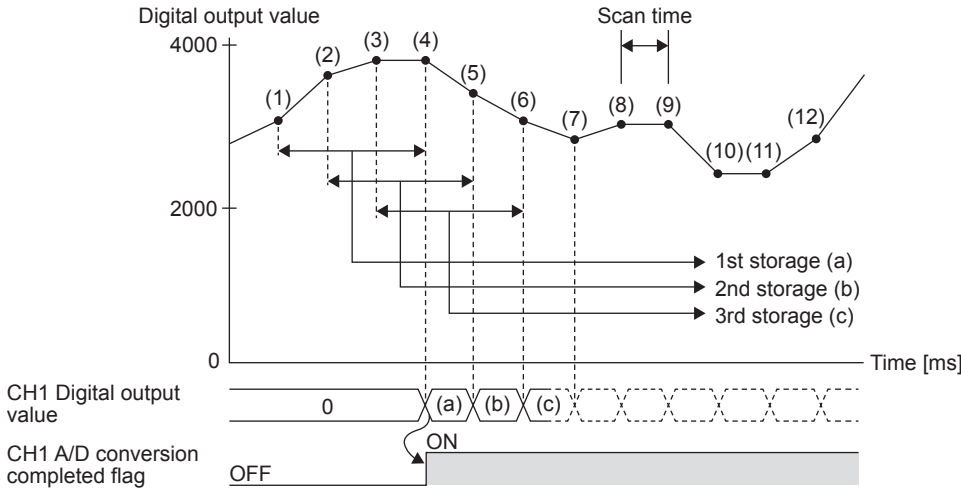 Digital output value
Scan time
4000
(1)
(2)
(3)
(4)
(5)
(6)
(7)
(8)
(9)
(10)
(11)
(12)
2000
1st storage (a)
2nd storage (b)
3rd storage (c)
0
Time [ms]
CH1 Digital output
value
0
(a)
(b)
(c)
CH1 A/D conversion
completed flag
OFF
ON